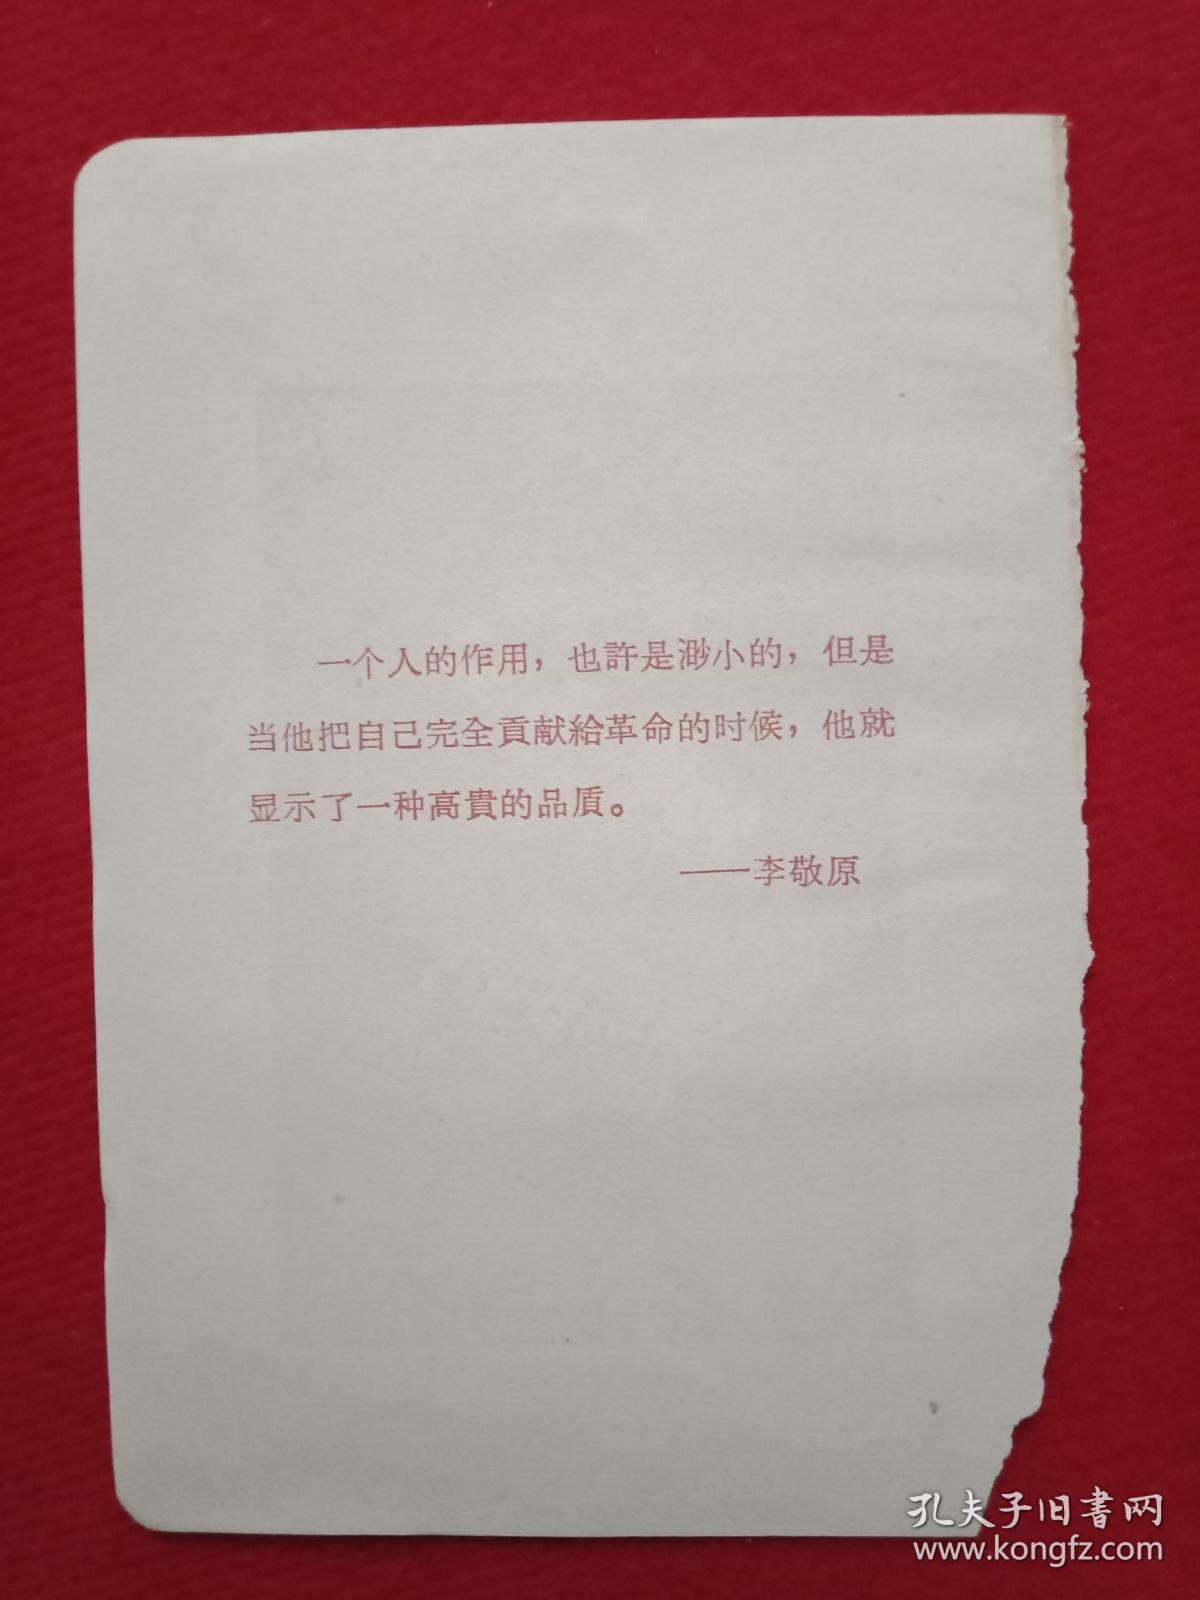 一个人的作用，也許是渺小的，但是
当他把自己完全貢献給革命的时候，他就
显示了一种高貴的品质。
——李敬原
孔夫子旧書网
www.kongfz.com